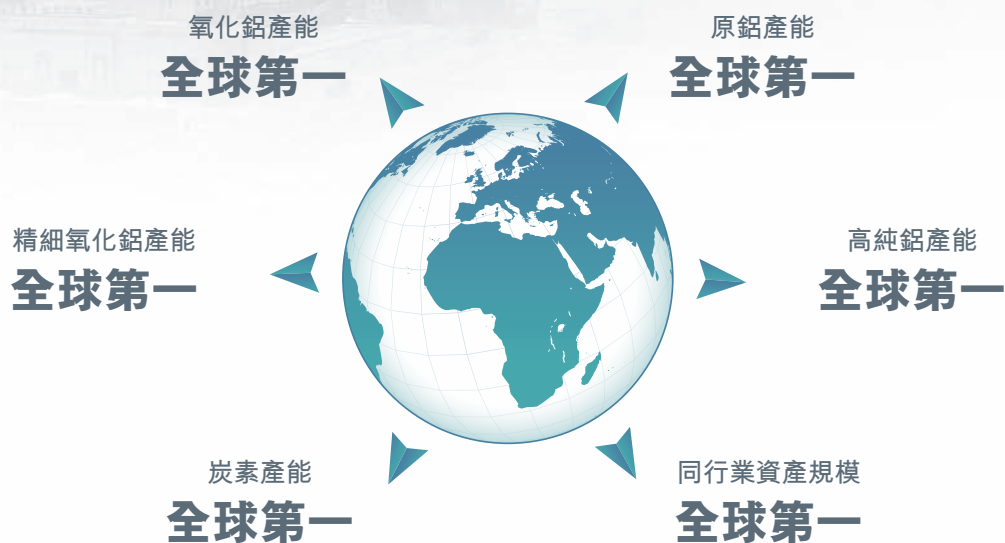 氧化鋁產能
全球第一
原鋁產能
全球第一
精細氧化鋁產能
全球第一
高純鋁產能
全球第一
炭素產能
全球第一
同行業資產規模
全球第一